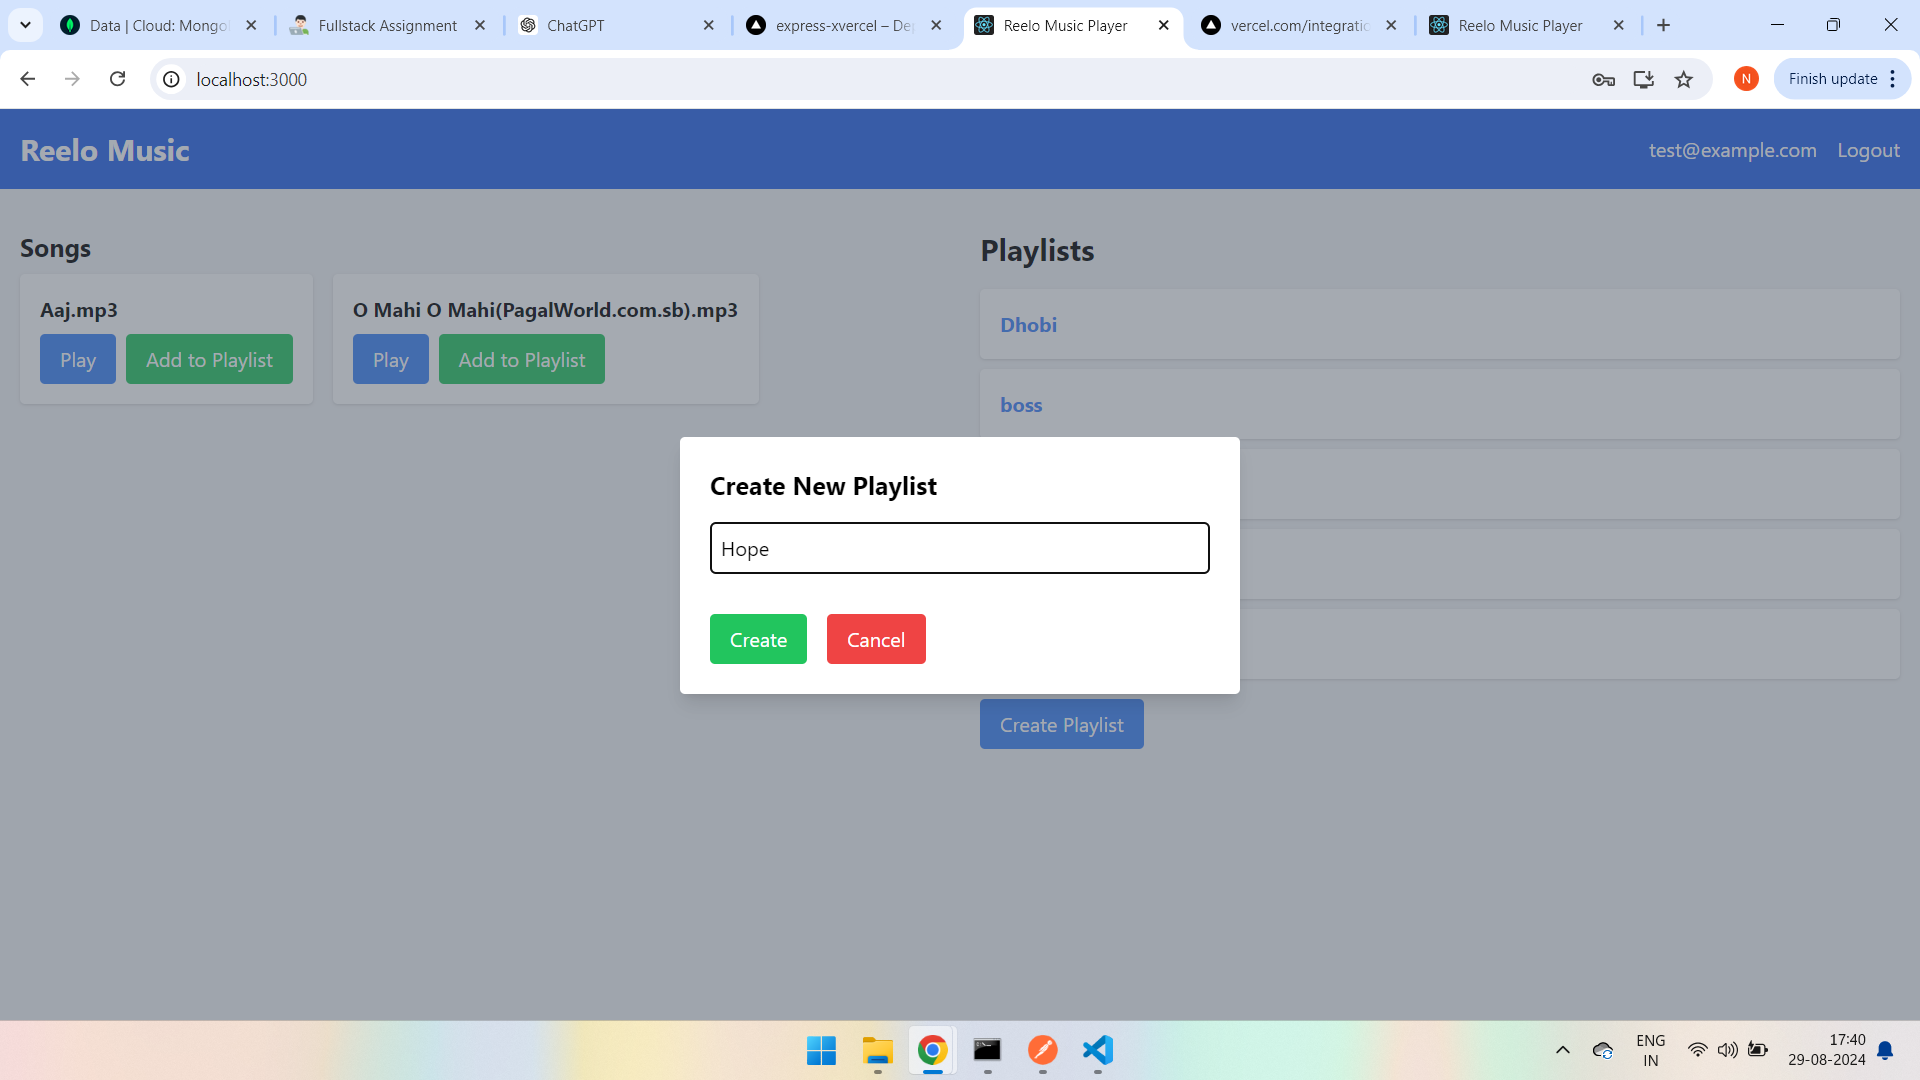 Data | Cloud: Mongo
Fullstack Assignment
ChatGPT
express-xvercel – De
Reelo Music Player
vercel.com/integrati
Reelo Music Player
localhost:3000
N
Finish update
Reelo Music
test@example.com
Logout
Songs
Playlists
Aaj.mp3
Play
Add to Playlist
O Mahi O Mahi(PagalWorld.com.sb).mp3
Play
Add to Playlist
Dhobi
boss
Create New Playlist
Hope
Create
Cancel
Create Playlist
ENG
IN
17:40
29-08-2024